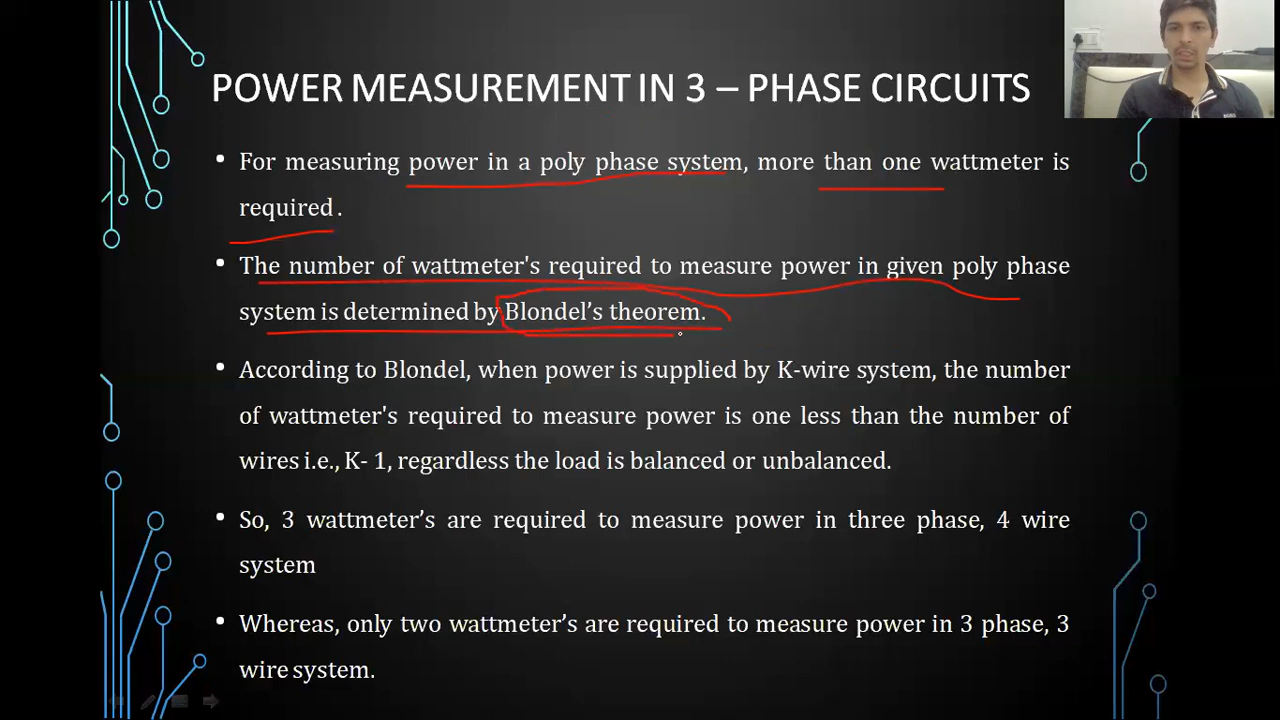 POWER MEASUREMENT IN 3 – PHASE CIRCUITS
• For measuring power in a poly phase system, more than one wattmeter is
required .
• The number of wattmeter's required to measure power in given poly phase
system is determined by Blondel’s theorem.
• According to Blondel, when power is supplied by K-wire system, the number
of wattmeter's required to measure power is one less than the number of
wires i.e., K- 1, regardless the load is balanced or unbalanced.
• So, 3 wattmeter’s are required to measure power in three phase, 4 wire
system
• Whereas, only two wattmeter’s are required to measure power in 3 phase, 3
wire system.